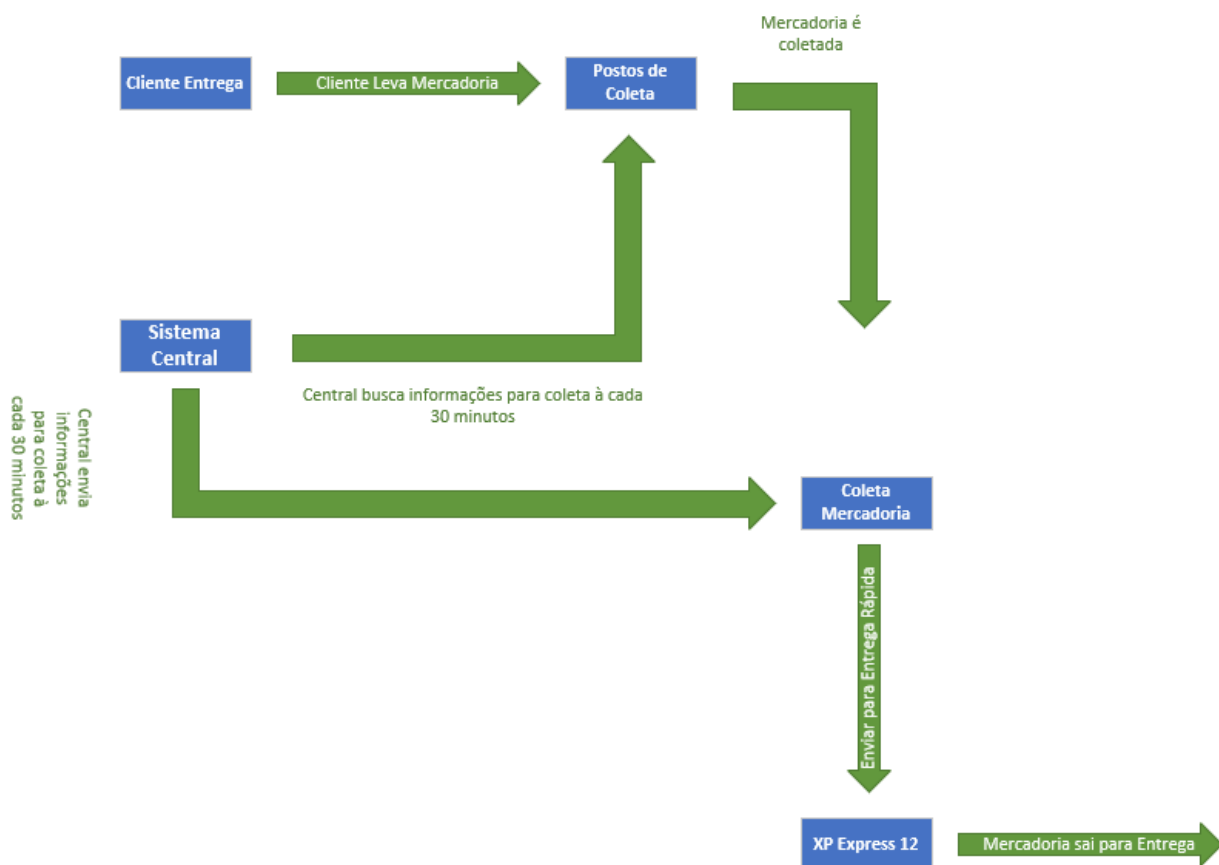 Mercadoria é
coletada
Cliente Entrega
Cliente Leva Mercadoria
Postos de
Coleta
Sistema
Central
Central busca informações para coleta à cada
30 minutos
Central envia
informações
para coleta à
cada 30 minutos
Coleta
Mercadoria
Enviar para Entrega Rápida
XP Express 12
Mercadoria sai para Entrega